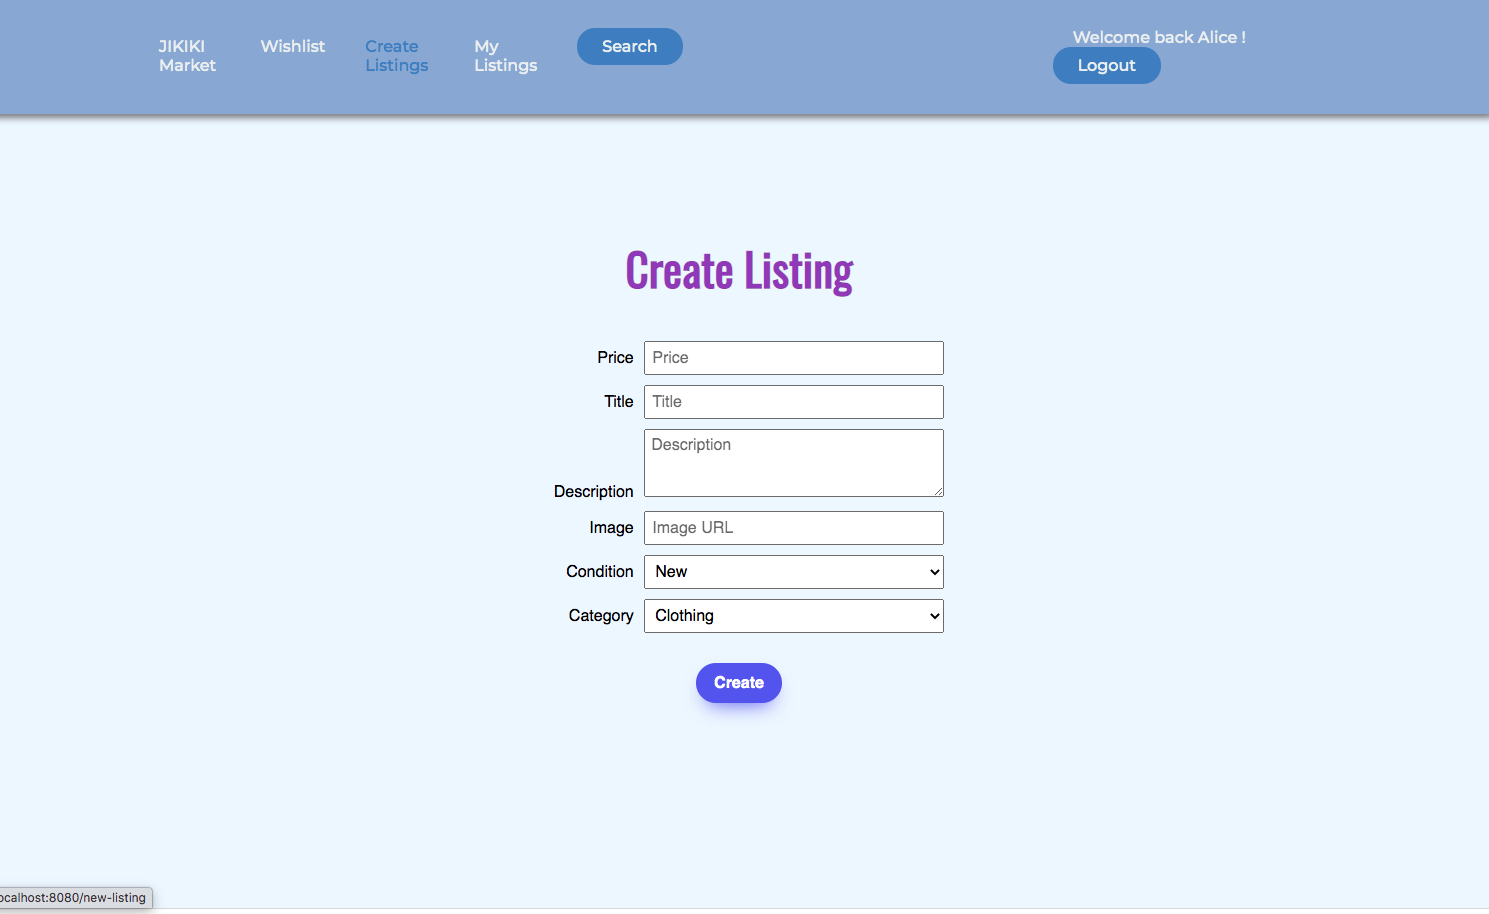 JIKIKI
Market
Wishlist
Create
Listings
My
Listings
Search
Welcome back Alice !
Logout
Create Listing
Price
Price
Title
Title
Description
Description
Image
Image URL
Condition
New
Category
Clothing
Create
ocalhost:8080/new-listing